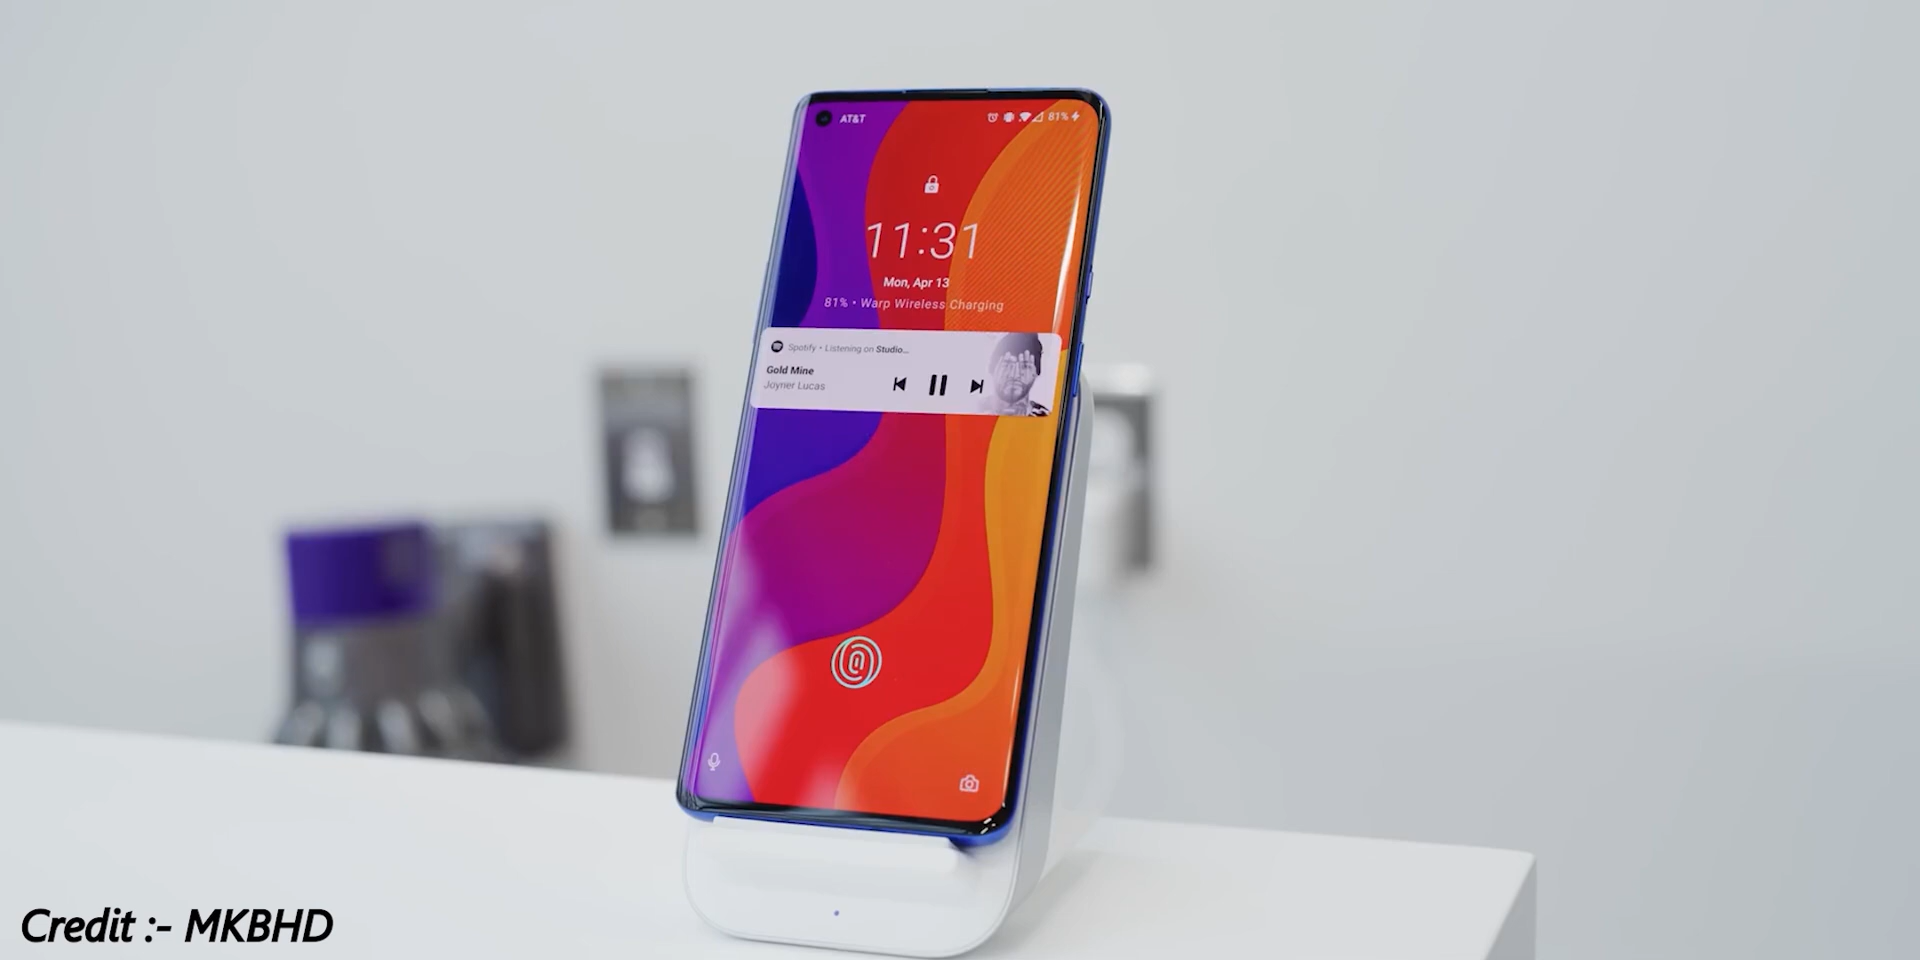 AT&T
81%
11:31
Mon, Apr 13
81% • Warp Wireless Charging
Spotify • Listening on Studio...
Gold Mine
Joyner Lucas
Credit :- MKBHD